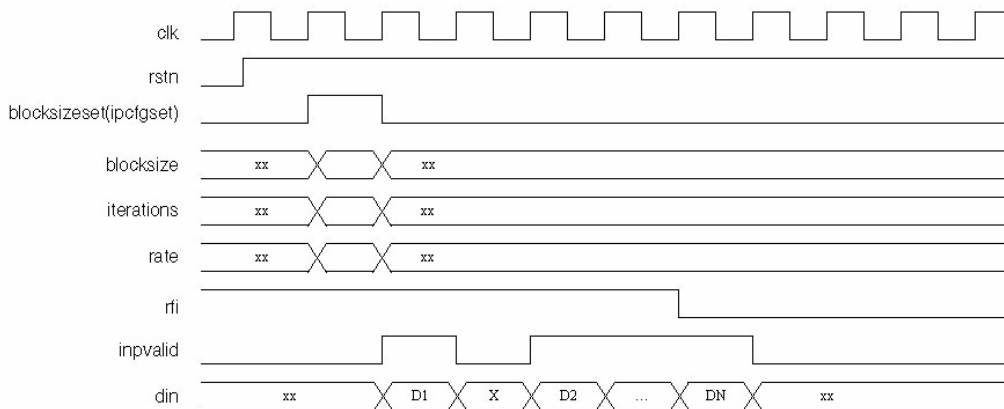 clk
rstn
blocksizeset(ipcfgset)
blocksize xx xx
iterations xx xx
rate xx xx
rfi
inpvalid
din xx D1 X D2 ... DN xx